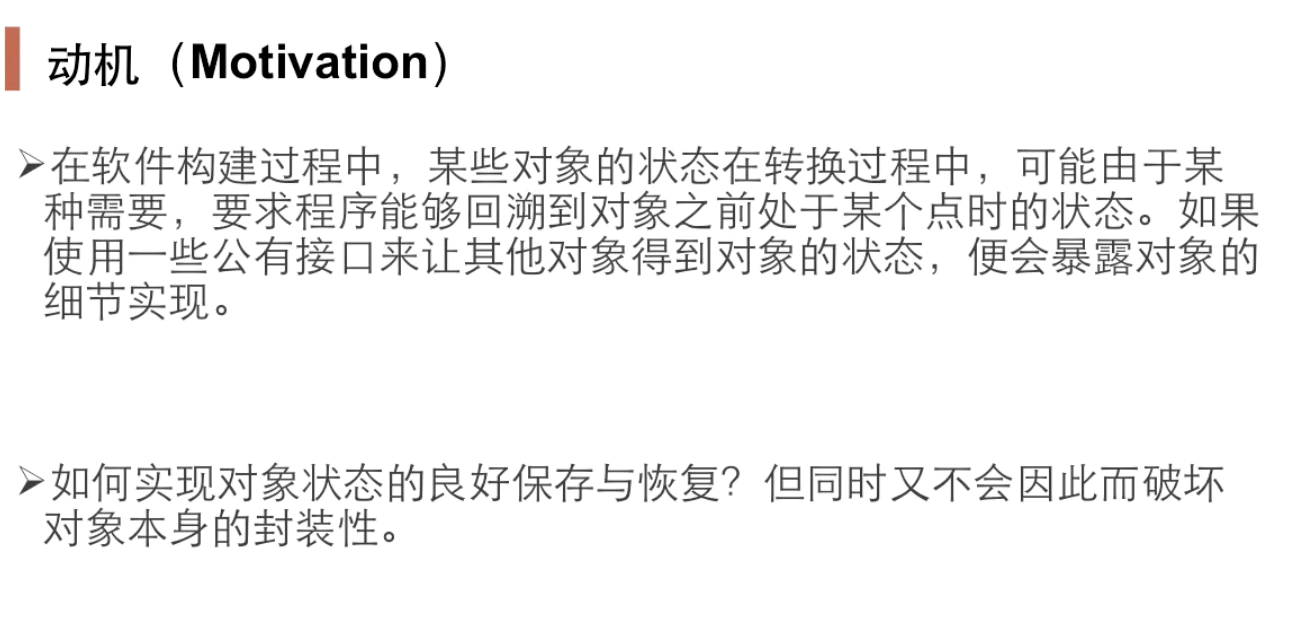 动机（Motivation）
➢在软件构建过程中，某些对象的状态在转换过程中，可能由于某
种需要，要求程序能够回溯到对象之前处于某个点时的状态。如果
使用一些公有接口来让其他对象得到对象的状态，便会暴露对象的
细节实现。
➢如何实现对象状态的良好保存与恢复？但同时又不会因此而破坏
对象本身的封装性。